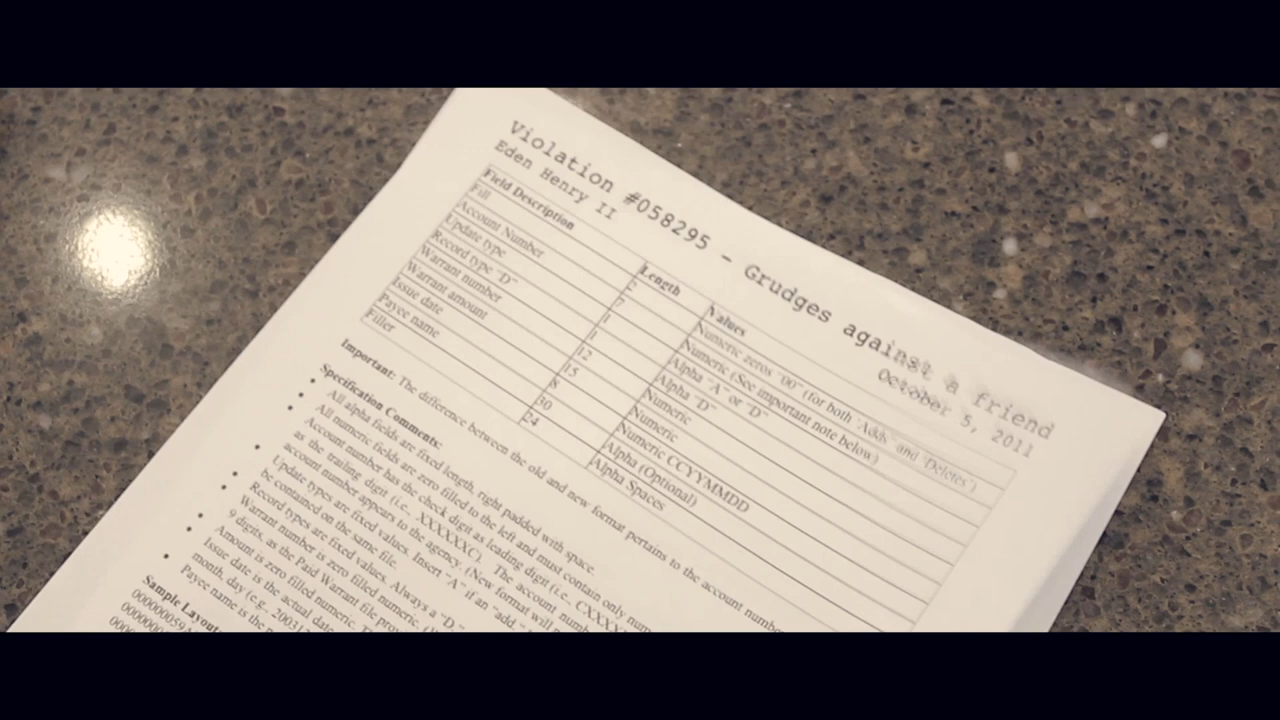 Violation #058295 – Grudges against a friend
Eden Henry II October 5, 2011
Field Description Length Values
Fill 2 Numeric zeros "00" (for both 'Adds' and 'Deletes')
Account Number 7 Numeric (See important note below)
Update type 1 Alpha "A" or "D"
Record type "D" 1 Alpha "D"
Warrant number 12 Numeric
Warrant amount 15 Numeric
Issue date 8 Numeric CCYYMMDD
Payee name 30 Alpha (Optional)
Filler 24 Alpha Spaces
Important: The difference between the old and new format pertains to the account number
Specification Comments:
• All alpha fields are fixed length, right padded with space.
• All numeric fields are zero filled to the left and must contain only num
• Account number has the check digit as leading digit (i.e., CXXXX
as the trailing digit (i.e., XXXXXXC). The account numb
account number appears to the agency. (New format will
• Update types are fixed values. Insert "A" if an "add,"
be contained on the same file.
• Record types are fixed values. Always a "D."
• Warrant number is zero filled numeric. (
9 digits, as the Paid Warrant file prov
• Amount is zero filled numeric. T
• Issue date is the actual date
month, day (e.g., 20031
• Payee name is the
Sample Layout:
000000059
0000000
0000